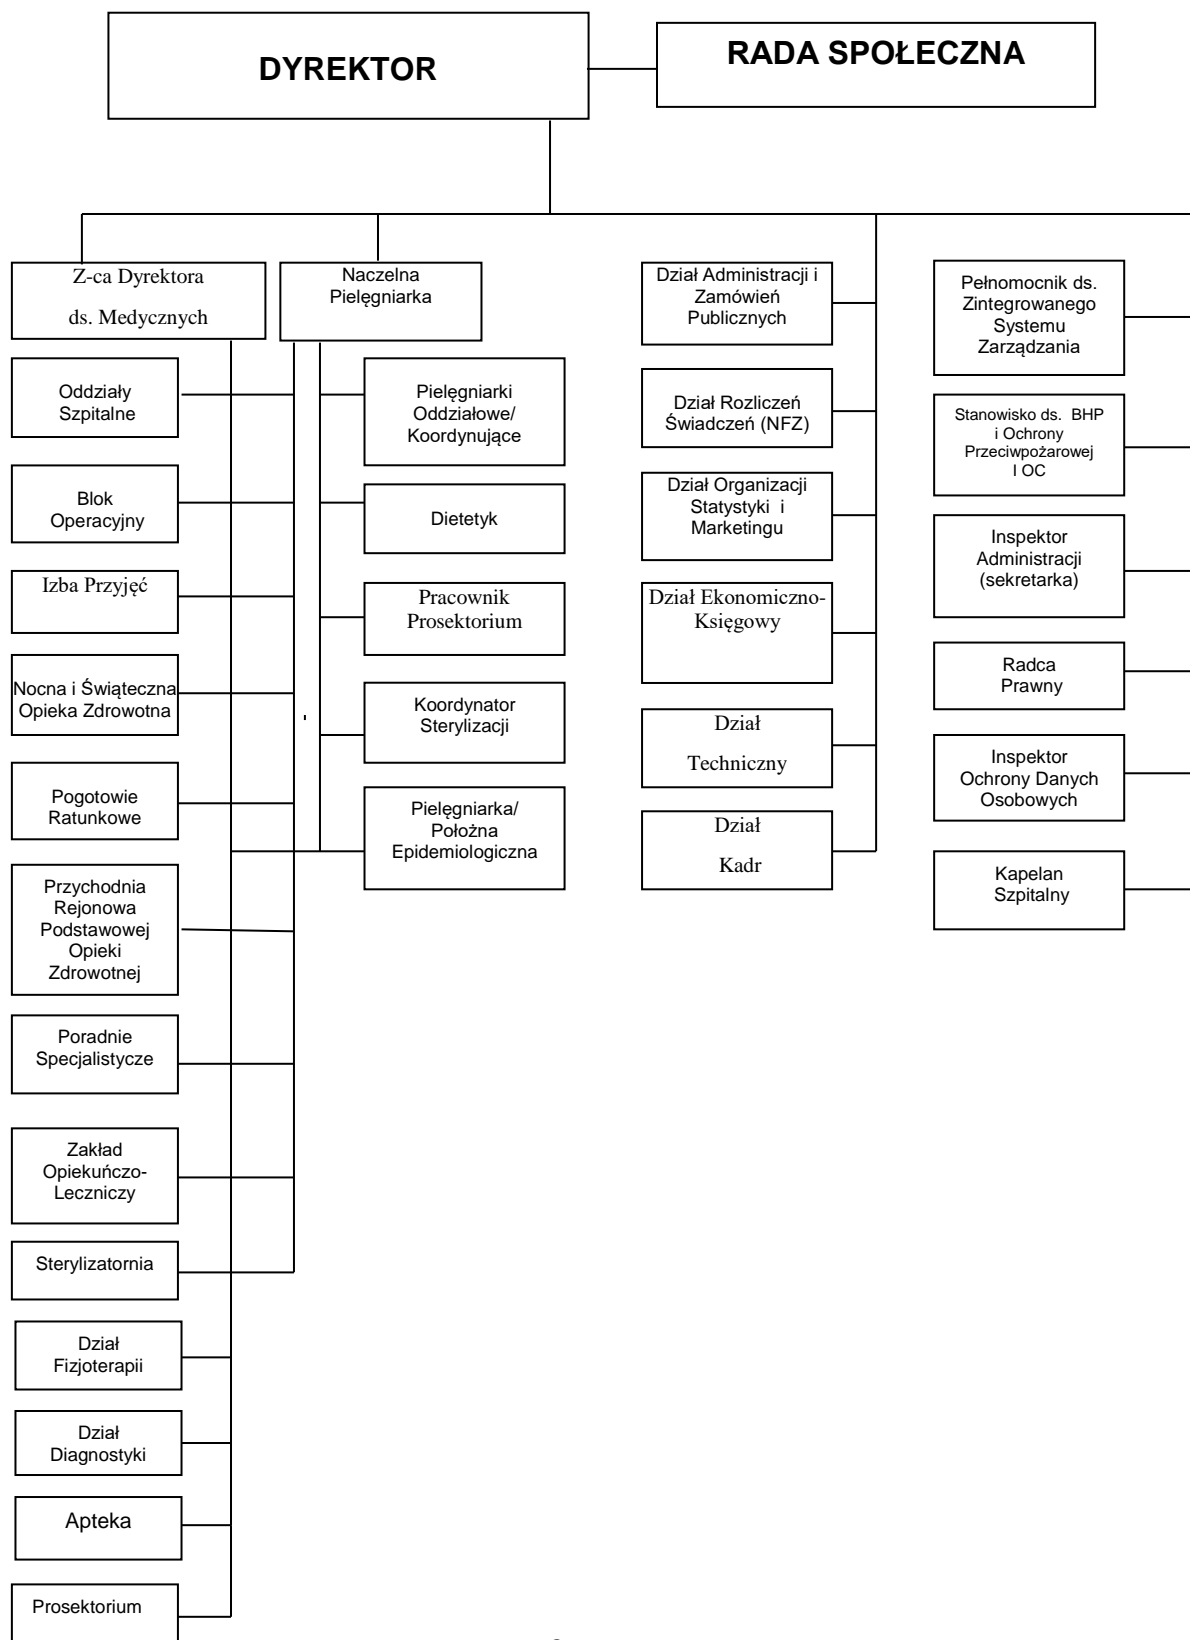 DYREKTOR
RADA SPOŁECZNA
Z-ca Dyrektora
ds. Medycznych
Naczelna
Pielęgniarka
Oddziały
Szpitalne
Blok
Operacyjny
Izba Przyjęć
Nocna i Świąteczna
Opieka Zdrowotna
Pogotowie
Ratunkowe
Przychodnia
Rejonowa
Podstawowej
Opieki
Zdrowotnej
Poradnie
Specjalistycze
Zakład
Opiekuńczo-
Leczniczy
Sterylizatornia
Dział
Fizjoterapii
Dział
Diagnostyki
Apteka
Prosektorium
Pielęgniarki
Oddziałowe/
Koordynujące
Dietetyk
Pracownik
Prosektorium
Koordynator
Sterylizacji
Pielęgniarka/
Położna
Epidemiologiczna
Dział Administracji i
Zamówień
Publicznych
Dział Rozliczeń
Świadczeń (NFZ)
Dział Organizacji
Statystyki i
Marketingu
Dział Ekonomiczno-
Księgowy
Dział
Techniczny
Dział
Kadr
Pełnomocnik ds.
Zintegrowanego
Systemu
Zarządzania
Stanowisko ds. BHP
i Ochrony
Przeciwpożarowej
I OC
Inspektor
Administracji
(sekretarka)
Radca
Prawny
Inspektor
Ochrony Danych
Osobowych
Kapelan
Szpitalny